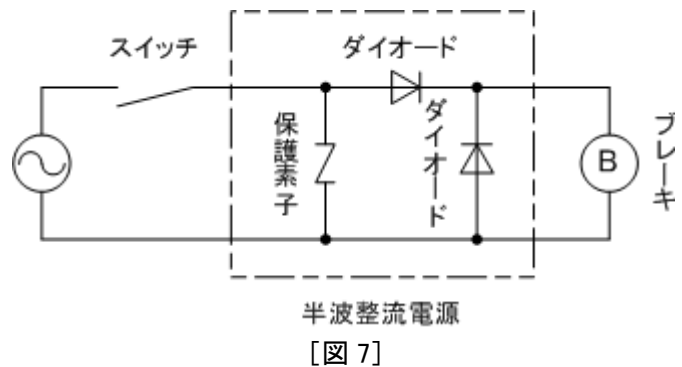 スイッチ
ダイオード
保護素子
ダイオード
B
ブレーキ
半波整流電源
[図 7]